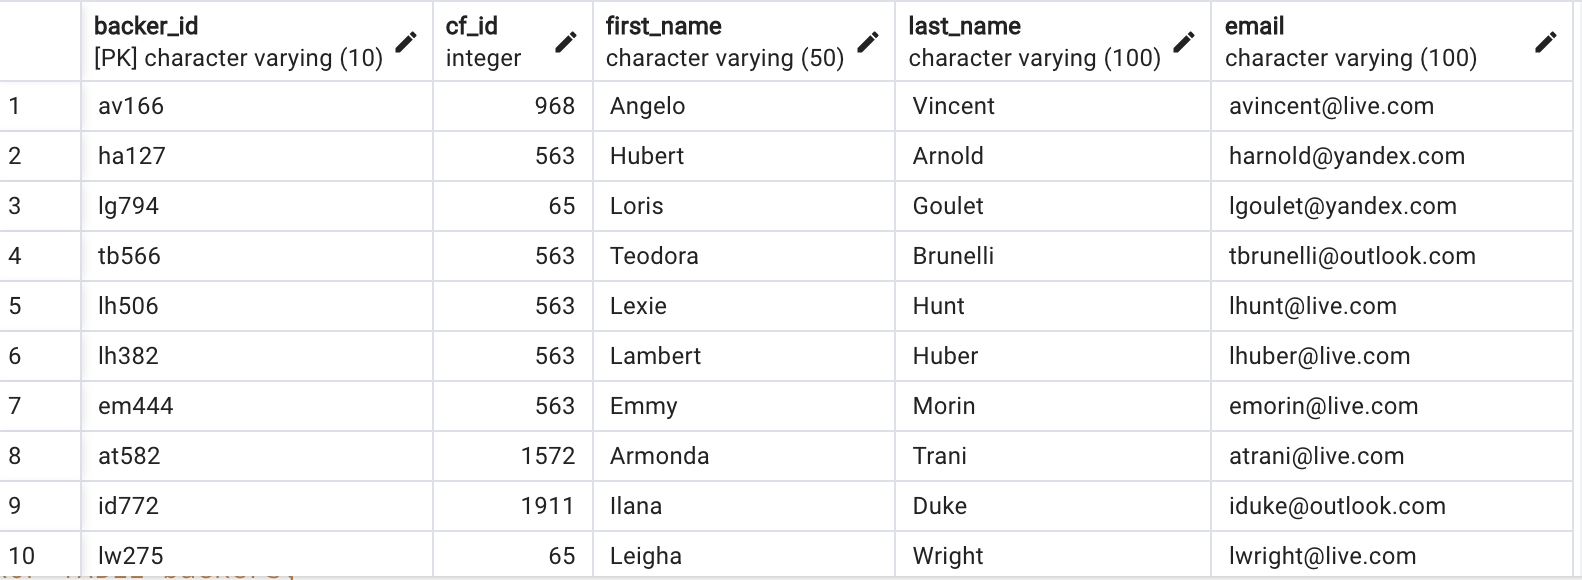 backer_id cf_id first_name last_name email
[PK] character varying (10) integer character varying (50) character varying (100) character varying (100)
1 av166 968 Angelo Vincent avincent@live.com
2 ha127 563 Hubert Arnold harnold@yandex.com
3 lg794 65 Loris Goulet lgoulet@yandex.com
4 tb566 563 Teodora Brunelli tbrunelli@outlook.com
5 lh506 563 Lexie Hunt lhunt@live.com
6 lh382 563 Lambert Huber lhuber@live.com
7 em444 563 Emmy Morin emorin@live.com
8 at582 1572 Armonda Trani atrani@live.com
9 id772 1911 Ilana Duke iduke@outlook.com
10 lw275 65 Leigha Wright lwright@live.com